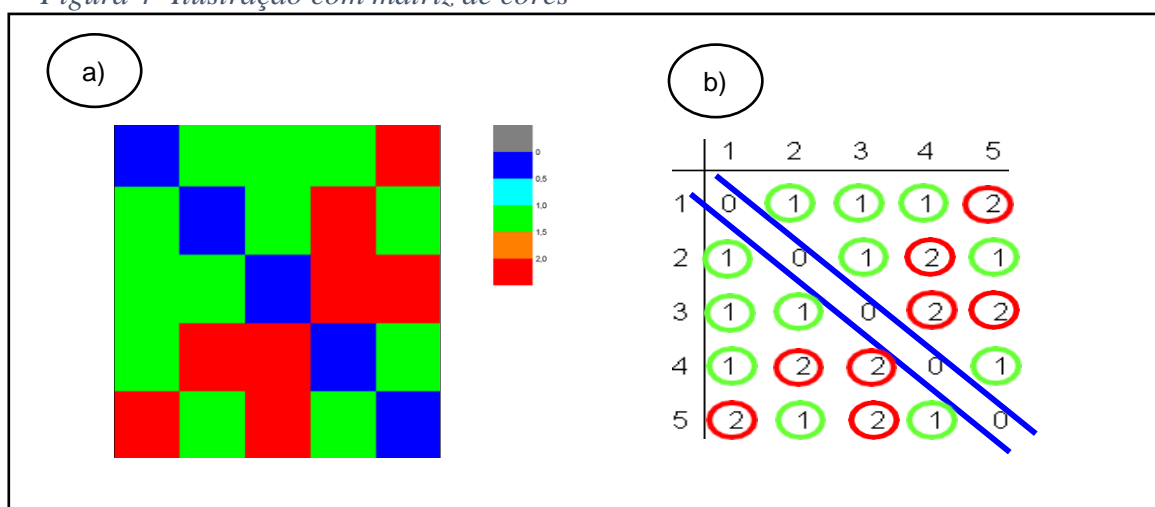 Figura 4- Ilustração com matriz de cores
a)
0
0,5
1,0
1,5
2,0
b)
1 2 3 4 5
1 0 1 1 1 2
2 1 0 1 2 1
3 1 1 0 2 2
4 1 2 2 0 1
5 2 1 2 1 0